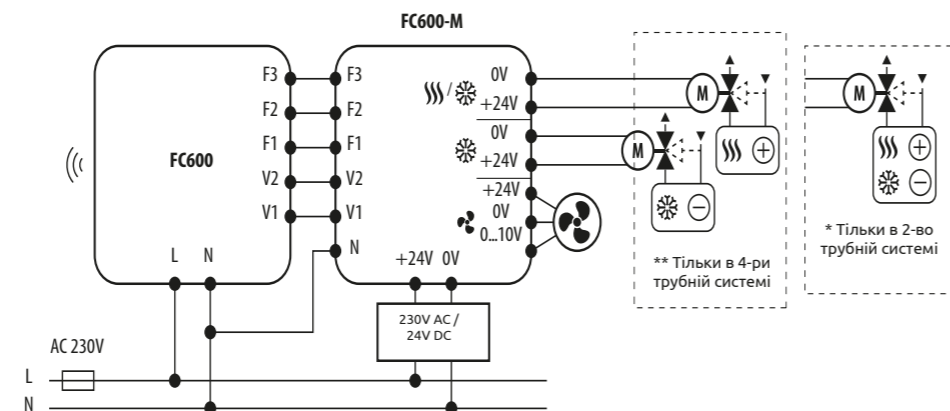 FC600-M
F3
F2
F1
V2
V1
FC600
L N
F3
F2
F1
V2
V1
N
0V
/
+24V
0V
+24V
+24V
0V
0...10V
+24V 0V
230V AC /
24V DC
M
M
+
−
** Тільки в 4-ри
трубній системі
M
+
−
* Тільки в 2-во
трубній системі
AC 230V
L
N